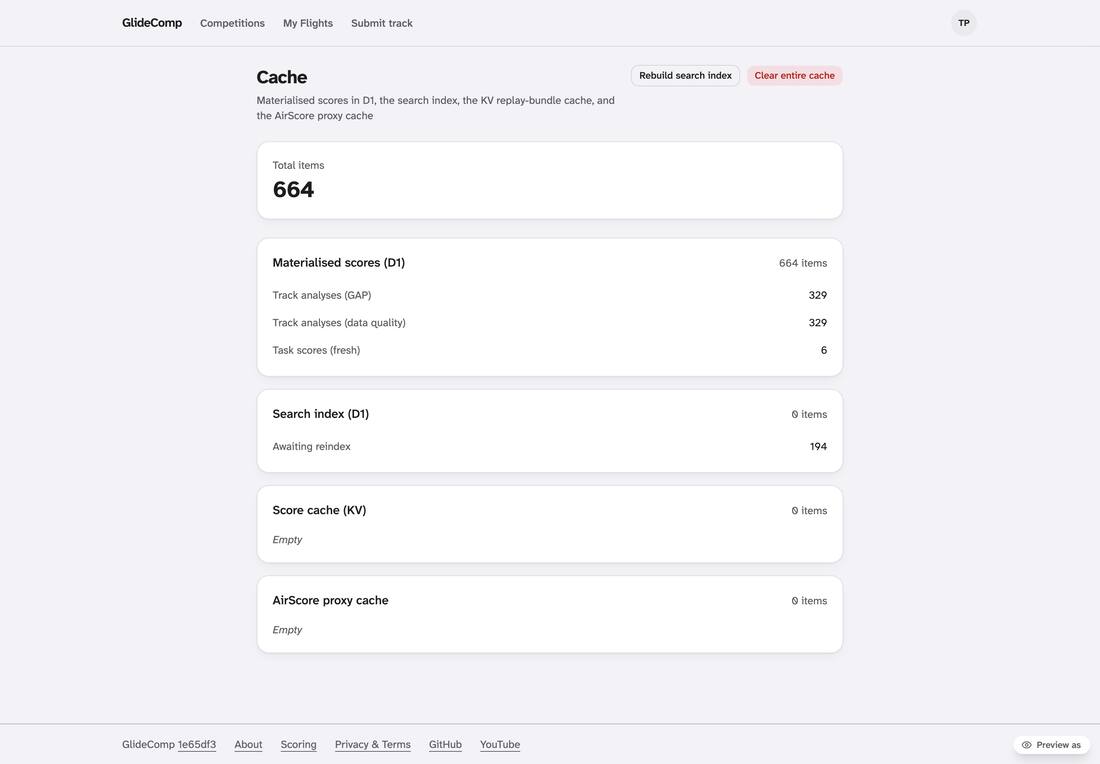 GlideComp Competitions My Flights Submit track TP
Cache
Rebuild search index Clear entire cache
Materialised scores in D1, the search index, the KV replay-bundle cache, and
the AirScore proxy cache
Total items
664
Materialised scores (D1) 664 items
Track analyses (GAP) 329
Track analyses (data quality) 329
Task scores (fresh) 6
Search index (D1) 0 items
Awaiting reindex 194
Score cache (KV) 0 items
Empty
AirScore proxy cache 0 items
Empty
GlideComp 1e65df3 About Scoring Privacy & Terms GitHub YouTube
Preview as